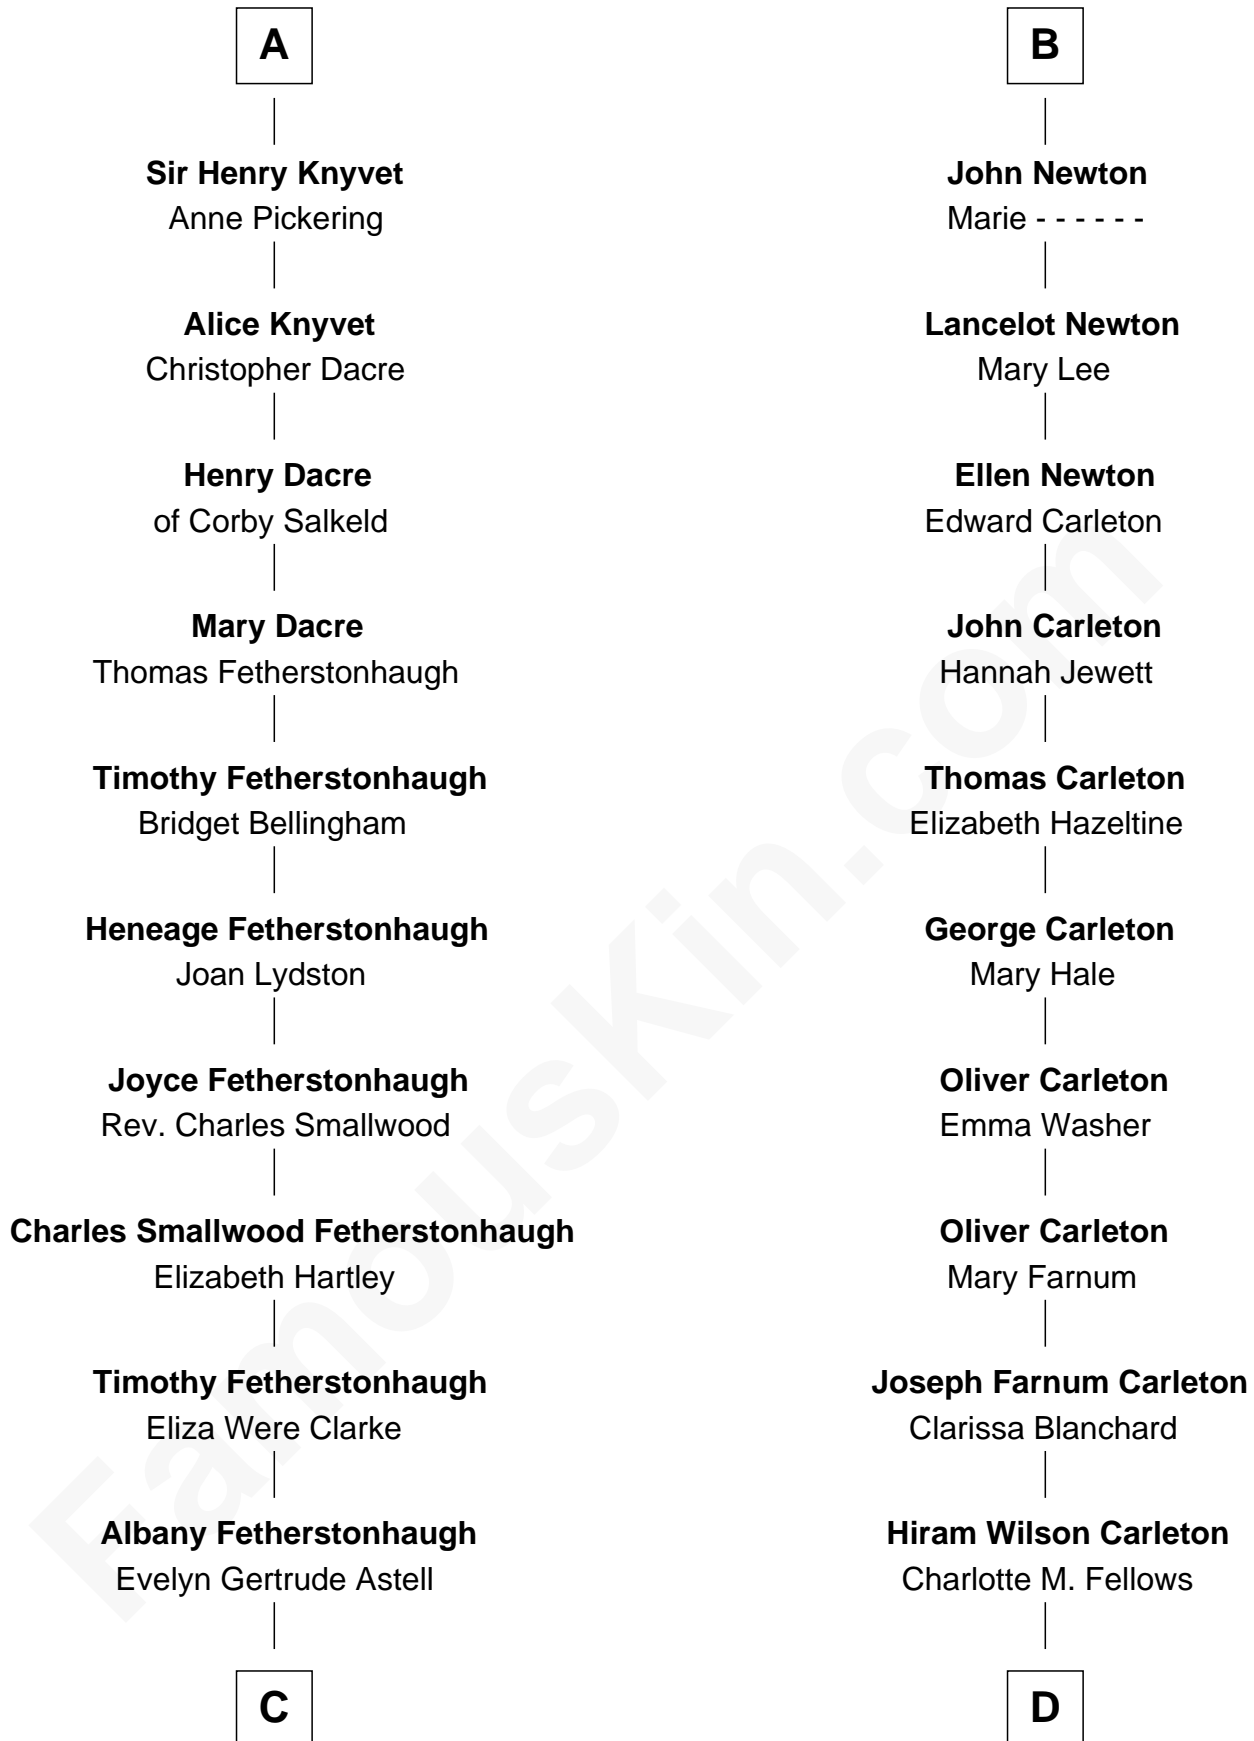 A
Sir Henry Knyvet
Anne Pickering
Alice Knyvet
Christopher Dacre
Henry Dacre
of Corby Salkeld
Mary Dacre
Thomas Fetherstonhaugh
Timothy Fetherstonhaugh
Bridget Bellingham
Heneage Fetherstonhaugh
Joan Lydston
Joyce Fetherstonhaugh
Rev. Charles Smallwood
Charles Smallwood Fetherstonhaugh
Elizabeth Hartley
Timothy Fetherstonhaugh
Eliza Were Clarke
Albany Fetherstonhaugh
Evelyn Gertrude Astell
C
B
John Newton
Marie - - - - - -
Lancelot Newton
Mary Lee
Ellen Newton
Edward Carleton
John Carleton
Hannah Jewett
Thomas Carleton
Elizabeth Hazeltine
George Carleton
Mary Hale
Oliver Carleton
Emma Washer
Oliver Carleton
Mary Farnum
Joseph Farnum Carleton
Clarissa Blanchard
Hiram Wilson Carleton
Charlotte M. Fellows
D
FamousKin.com